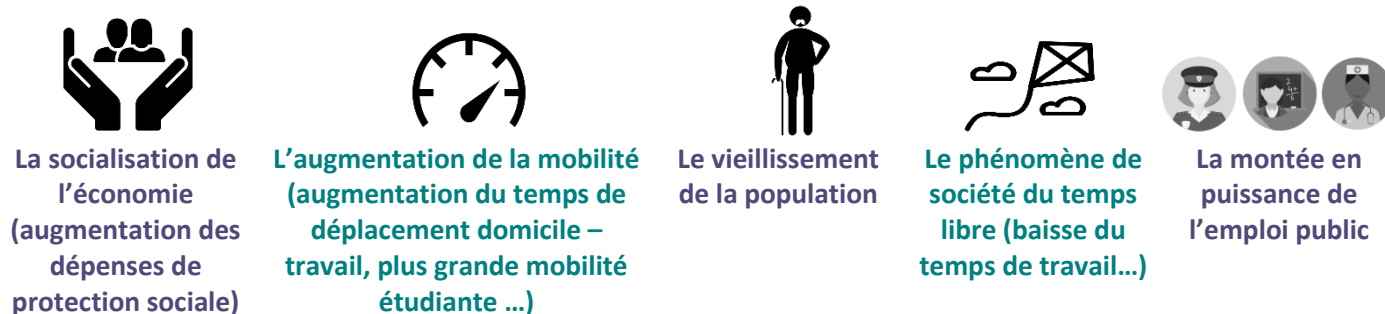 La socialisation de
l’économie
(augmentation des
dépenses de
protection sociale)
L’augmentation de la mobilité
(augmentation du temps de
déplacement domicile –
travail, plus grande mobilité
étudiante …)
Le vieillissement
de la population
Le phénomène de
société du temps
libre (baisse du
temps de travail…)
La montée en
puissance de
l’emploi public